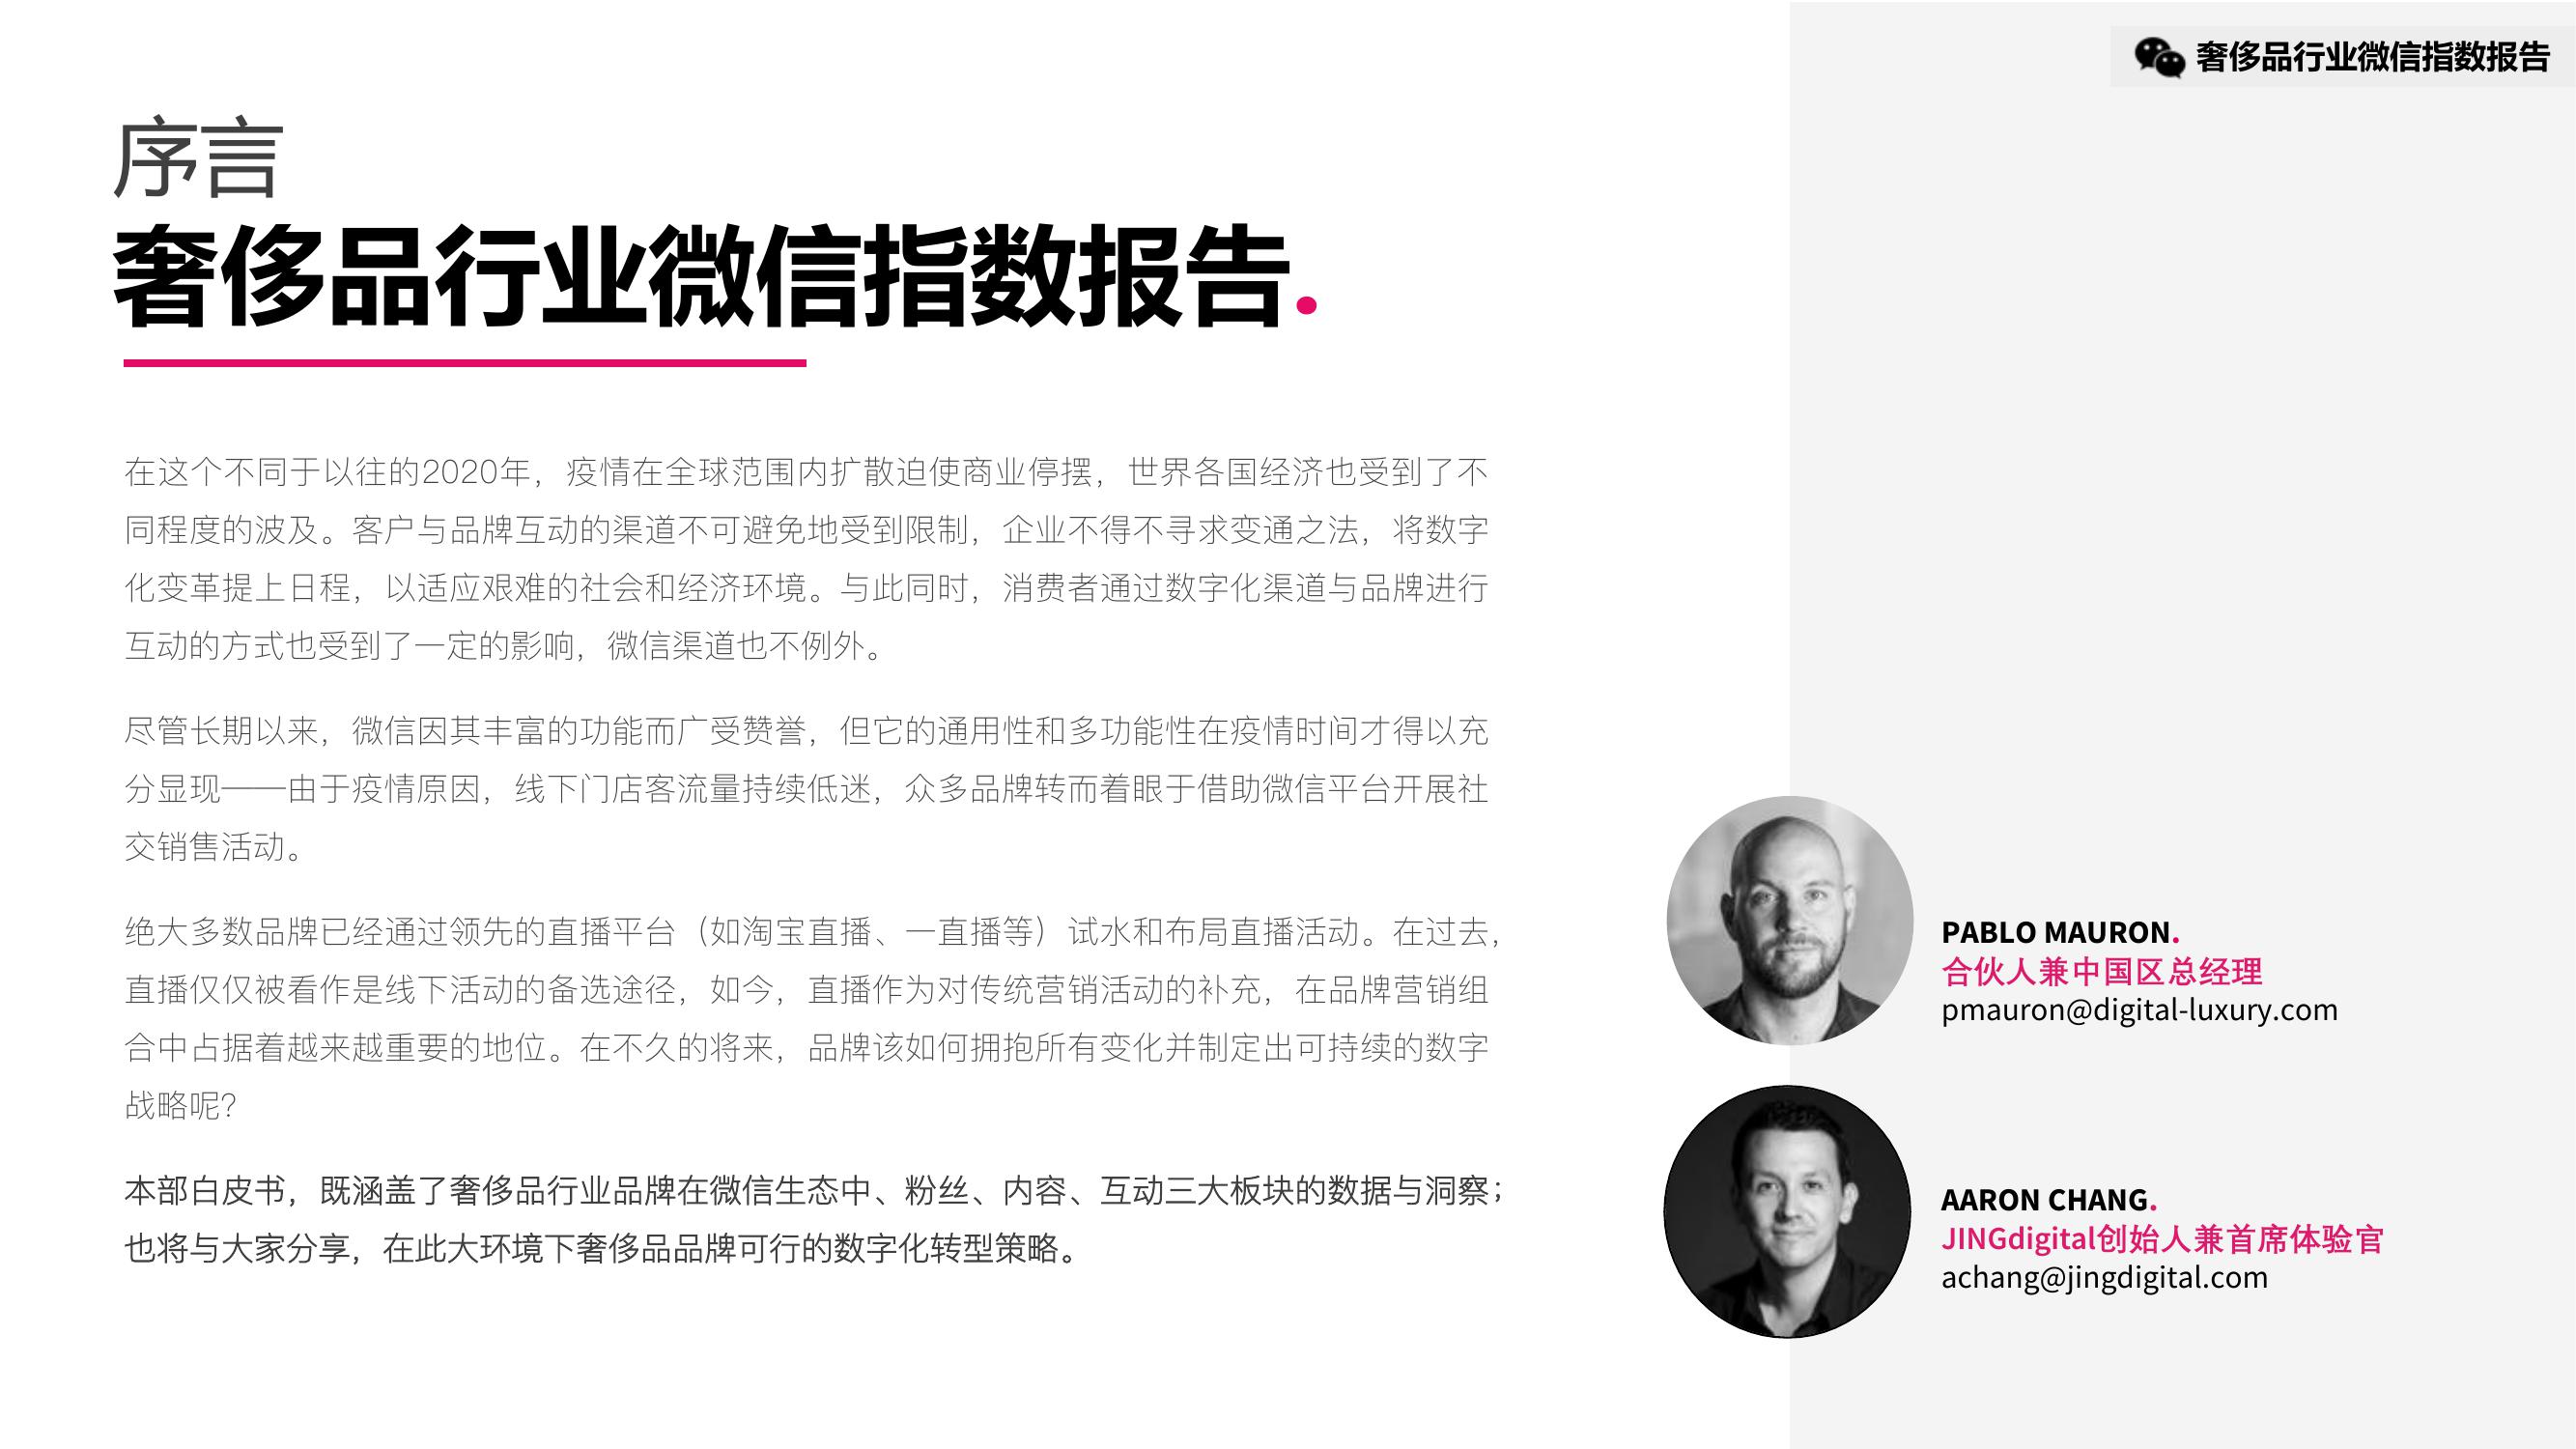 奢侈品行业微信指数报告
序言
奢侈品行业微信指数报告.
在这个不同于以往的2020年，疫情在全球范围内扩散迫使商业停摆，世界各国经济也受到了不
同程度的波及。客户与品牌互动的渠道不可避免地受到限制，企业不得不寻求变通之法，将数字
化变革提上日程，以适应艰难的社会和经济环境。与此同时，消费者通过数字化渠道与品牌进行
互动的方式也受到了一定的影响，微信渠道也不例外。
尽管长期以来，微信因其丰富的功能而广受赞誉，但它的通用性和多功能性在疫情时间才得以充
分显现——由于疫情原因，线下门店客流量持续低迷，众多品牌转而着眼于借助微信平台开展社
交销售活动。
绝大多数品牌已经通过领先的直播平台（如淘宝直播、一直播等）试水和布局直播活动。在过去，
直播仅仅被看作是线下活动的备选途径，如今，直播作为对传统营销活动的补充，在品牌营销组
合中占据着越来越重要的地位。在不久的将来，品牌该如何拥抱所有变化并制定出可持续的数字
战略呢？
本部白皮书，既涵盖了奢侈品行业品牌在微信生态中、粉丝、内容、互动三大板块的数据与洞察；
也将与大家分享，在此大环境下奢侈品品牌可行的数字化转型策略。
PABLO MAURON.
合伙人兼中国区总经理
pmauron@digital-luxury.com
AARON CHANG.
JINGdigital创始人兼首席体验官
achang@jingdigital.com